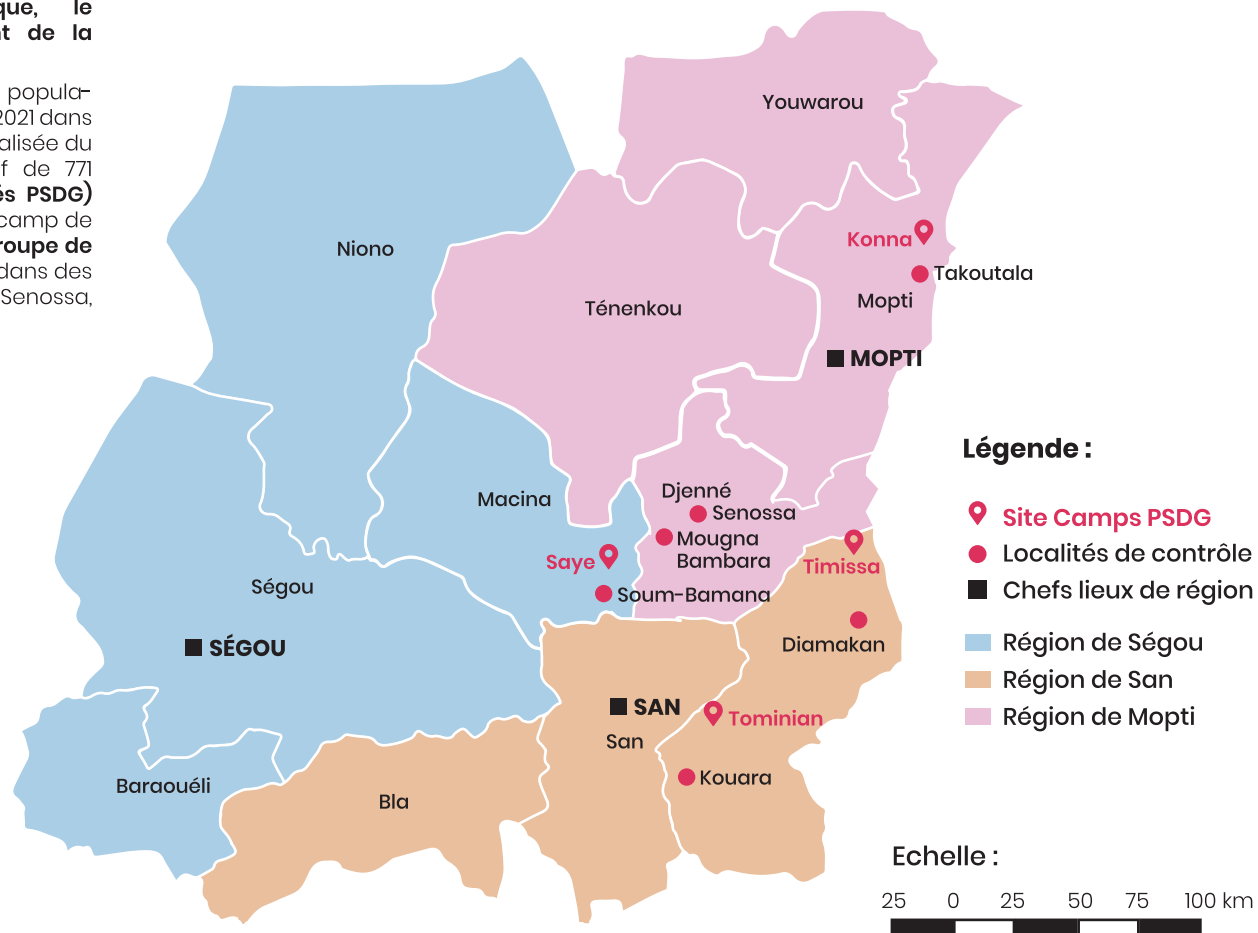 que, le
nt de la
popula-
2021 dans
alisée du
f de 771
és PSDG)
camp de
roupe de
dans des
Senossa,
Youwarou
Niono
Konna
Takoutala
Mopti
Ténenkou
MOPTI
Macina
Djenné
Senossa
Mougna
Bambara
Saye
Timissa
Soum-Bamana
Ségou
SÉGOU
Diamakan
SAN
Tominian
San
Kouara
Baraouéli
Bla
Légende :
Site Camps PSDG
Localités de contrôle
Chefs lieux de région
Région de Ségou
Région de San
Région de Mopti
Echelle :
25 0 25 50 75 100 km